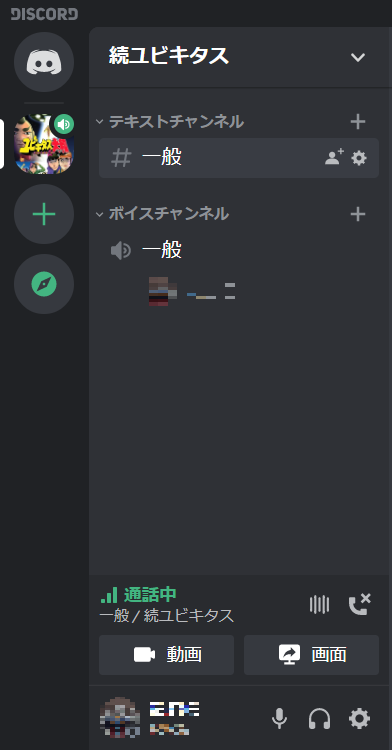 DISCORD
続ユビキタス
テキストチャンネル
一般
ボイスチャンネル
一般
通話中
一般 / 続ユビキタス
動画
画面